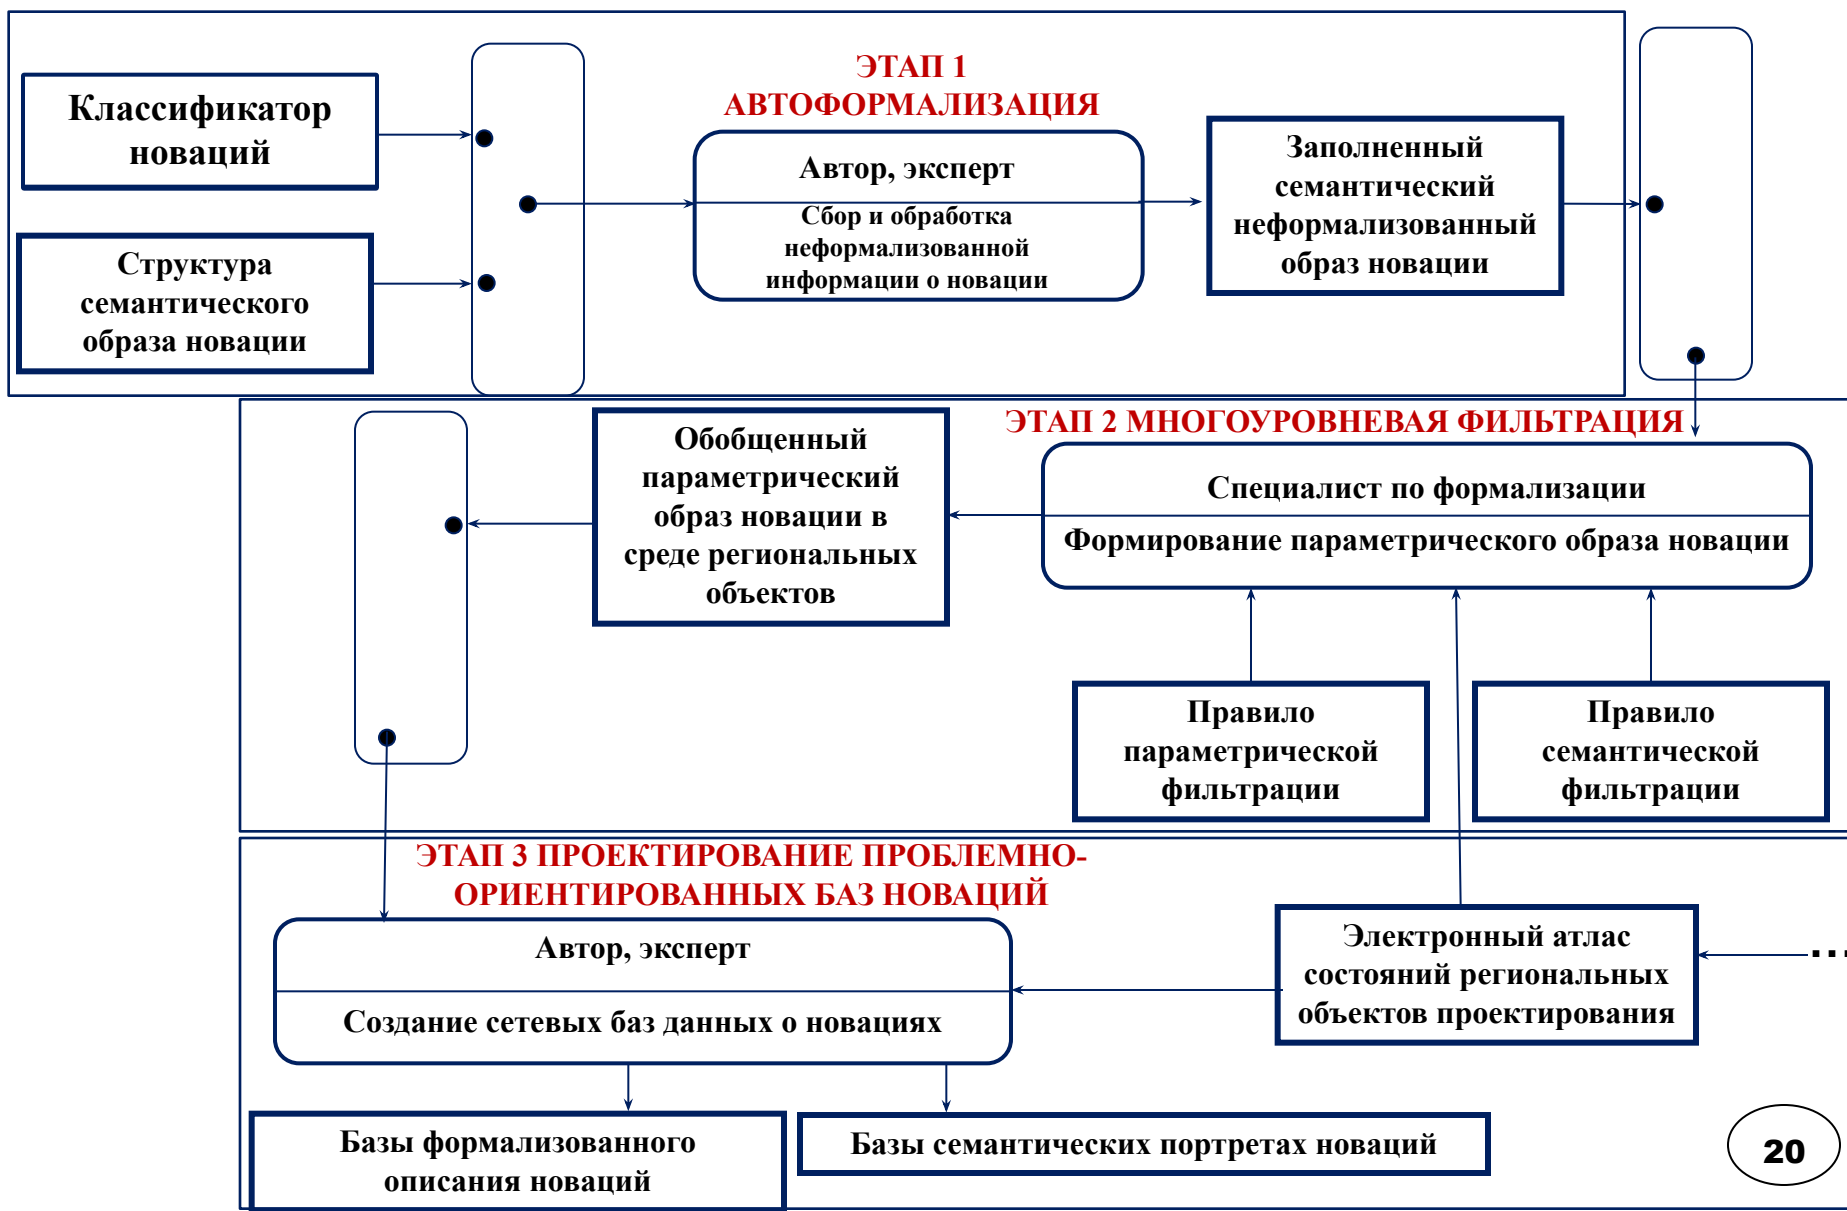 ЭТАП 1
АВТОФОРМАЛИЗАЦИЯ
Классификатор
новаций
Структура
семантического
образа новации
Автор, эксперт
Сбор и обработка
неформализованной
информации о новации
Заполненный
семантический
неформализованный
образ новации
ЭТАП 2 МНОГОУРОВНЕВАЯ ФИЛЬТРАЦИЯ
Обобщенный
параметрический
образ новации в
среде региональных
объектов
Специалист по формализации
Формирование параметрического образа новации
Правило
параметрической
фильтрации
Правило
семантической
фильтрации
ЭТАП 3 ПРОЕКТИРОВАНИЕ ПРОБЛЕМНО-
ОРИЕНТИРОВАННЫХ БАЗ НОВАЦИЙ
Автор, эксперт
Создание сетевых баз данных о новациях
Электронный атлас
состояний региональных
объектов проектирования
...
Базы формализованного
описания новаций
Базы семантических портретах новаций
20